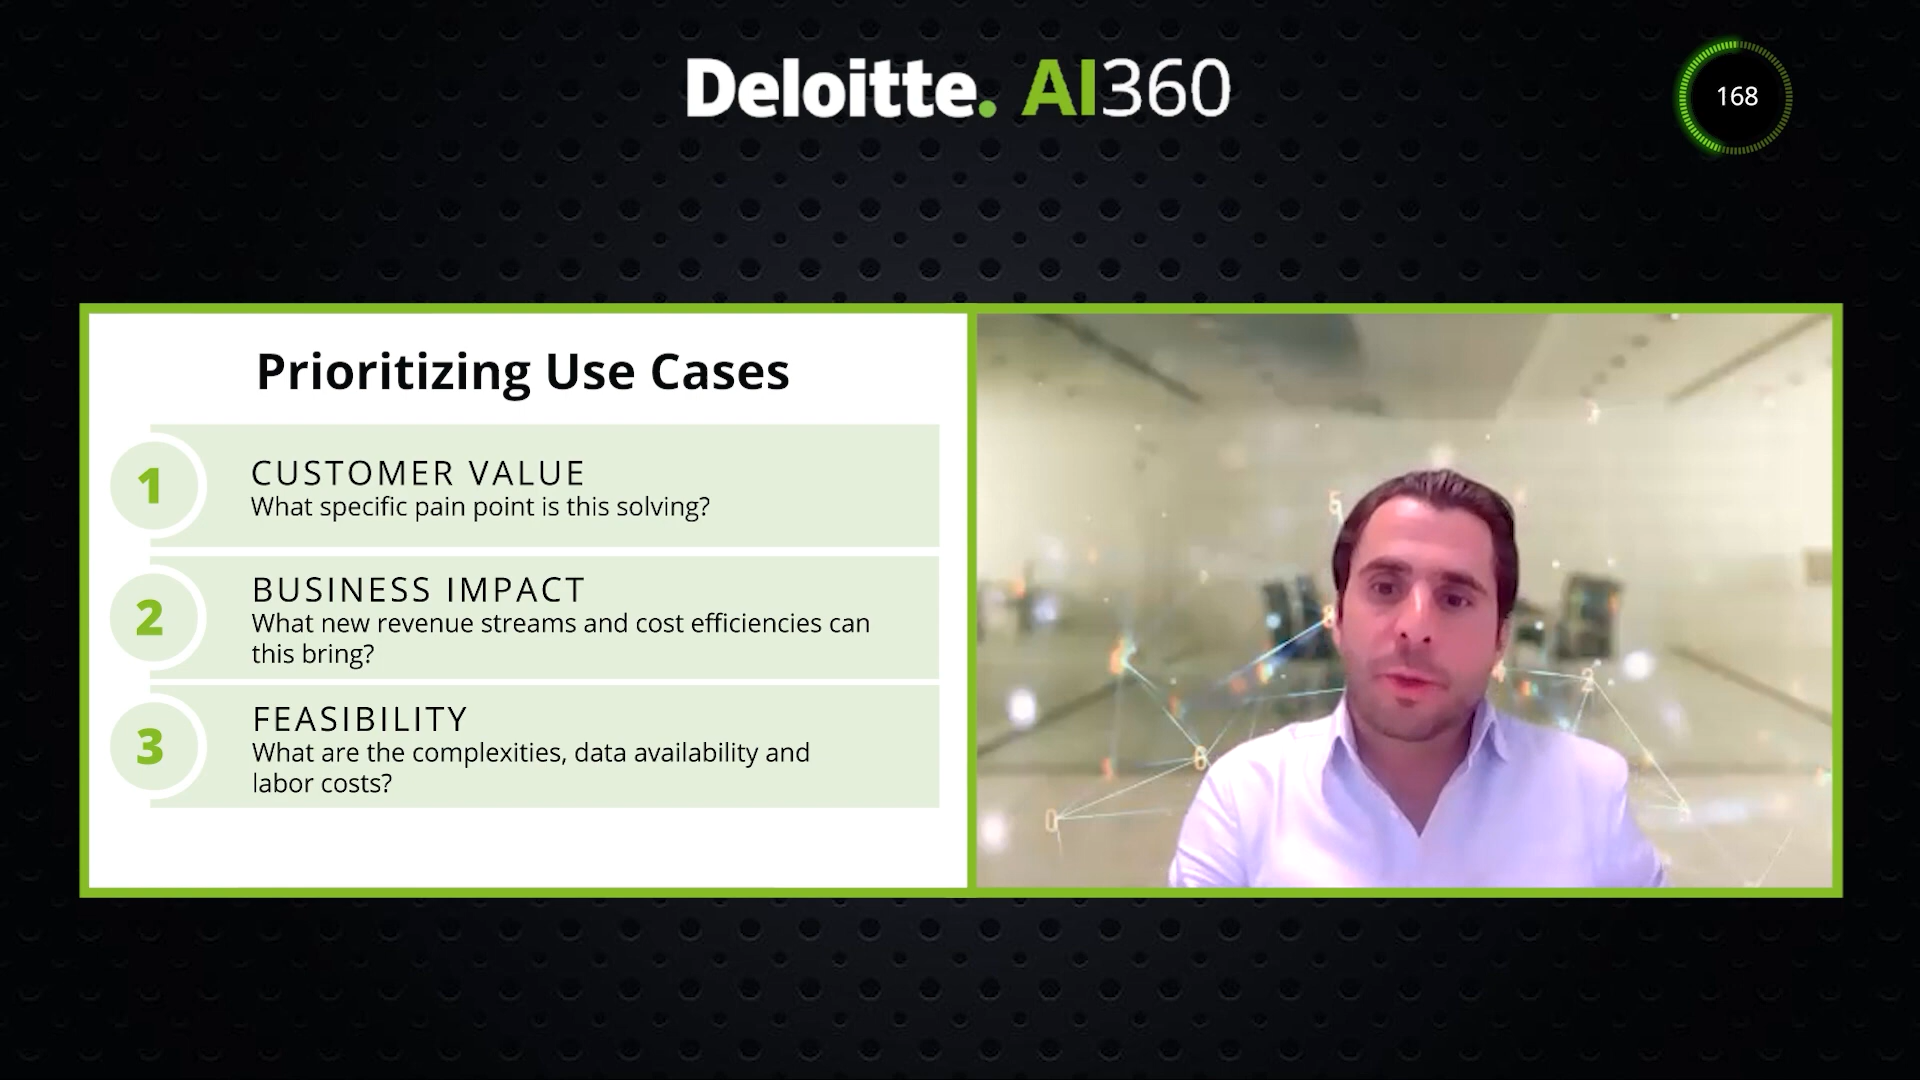 Deloitte. AI360
168
Prioritizing Use Cases
1
CUSTOMER VALUE
What specific pain point is this solving?
2
BUSINESS IMPACT
What new revenue streams and cost efficiencies can
this bring?
3
FEASIBILITY
What are the complexities, data availability and
labor costs?